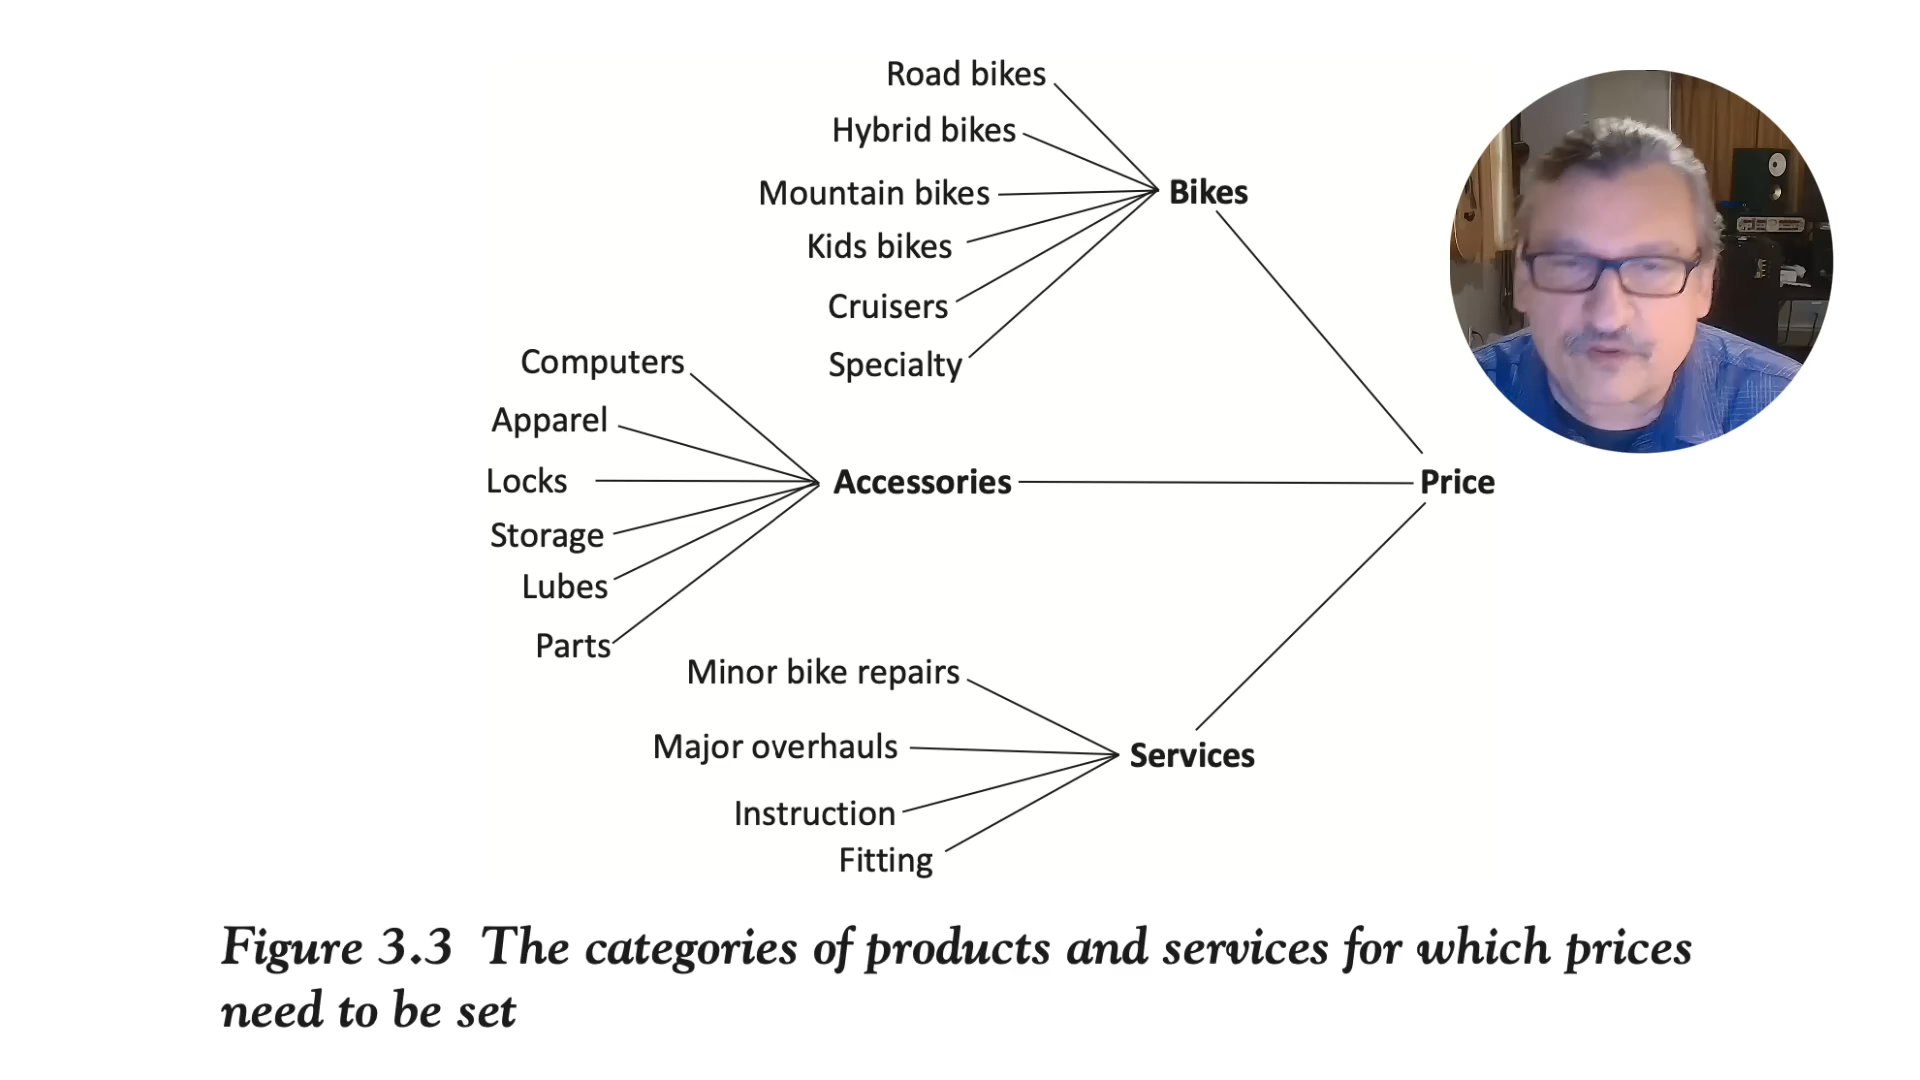 Road bikes
Hybrid bikes
Mountain bikes
Bikes
Kids bikes
Cruisers
Specialty
Computers
Apparel
Locks
Accessories
Price
Storage
Lubes
Parts
Minor bike repairs
Major overhauls
Services
Instruction
Fitting
Figure 3.3 The categories of products and services for which prices
need to be set